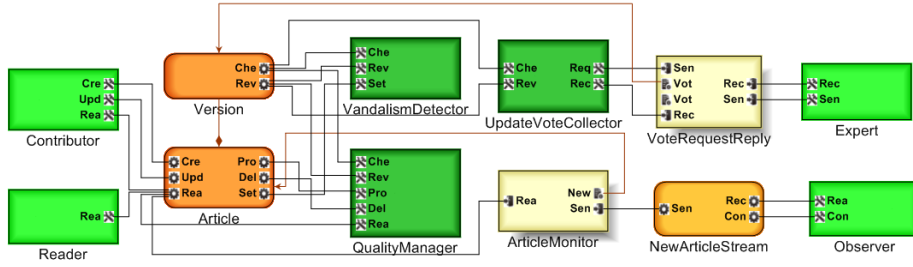 Cre
Upd
Rea
Contributor
Rea
Reader
Che
Rev
Version
Cre
Upd
Rea
Pro
Del
Set
Article
Che
Rev
Set
VandalismDetector
Che
Rev
Pro
Del
Rea
QualityManager
Che
Rev
Req
Rec
UpdateVoteCollector
Rea
New
Sen
ArticleMonitor
Sen
Vot
Vot
Rec
Rec
Sen
VoteRequestReply
Sen
Rec
Con
NewArticleStream
Rec
Sen
Expert
Rea
Con
Observer